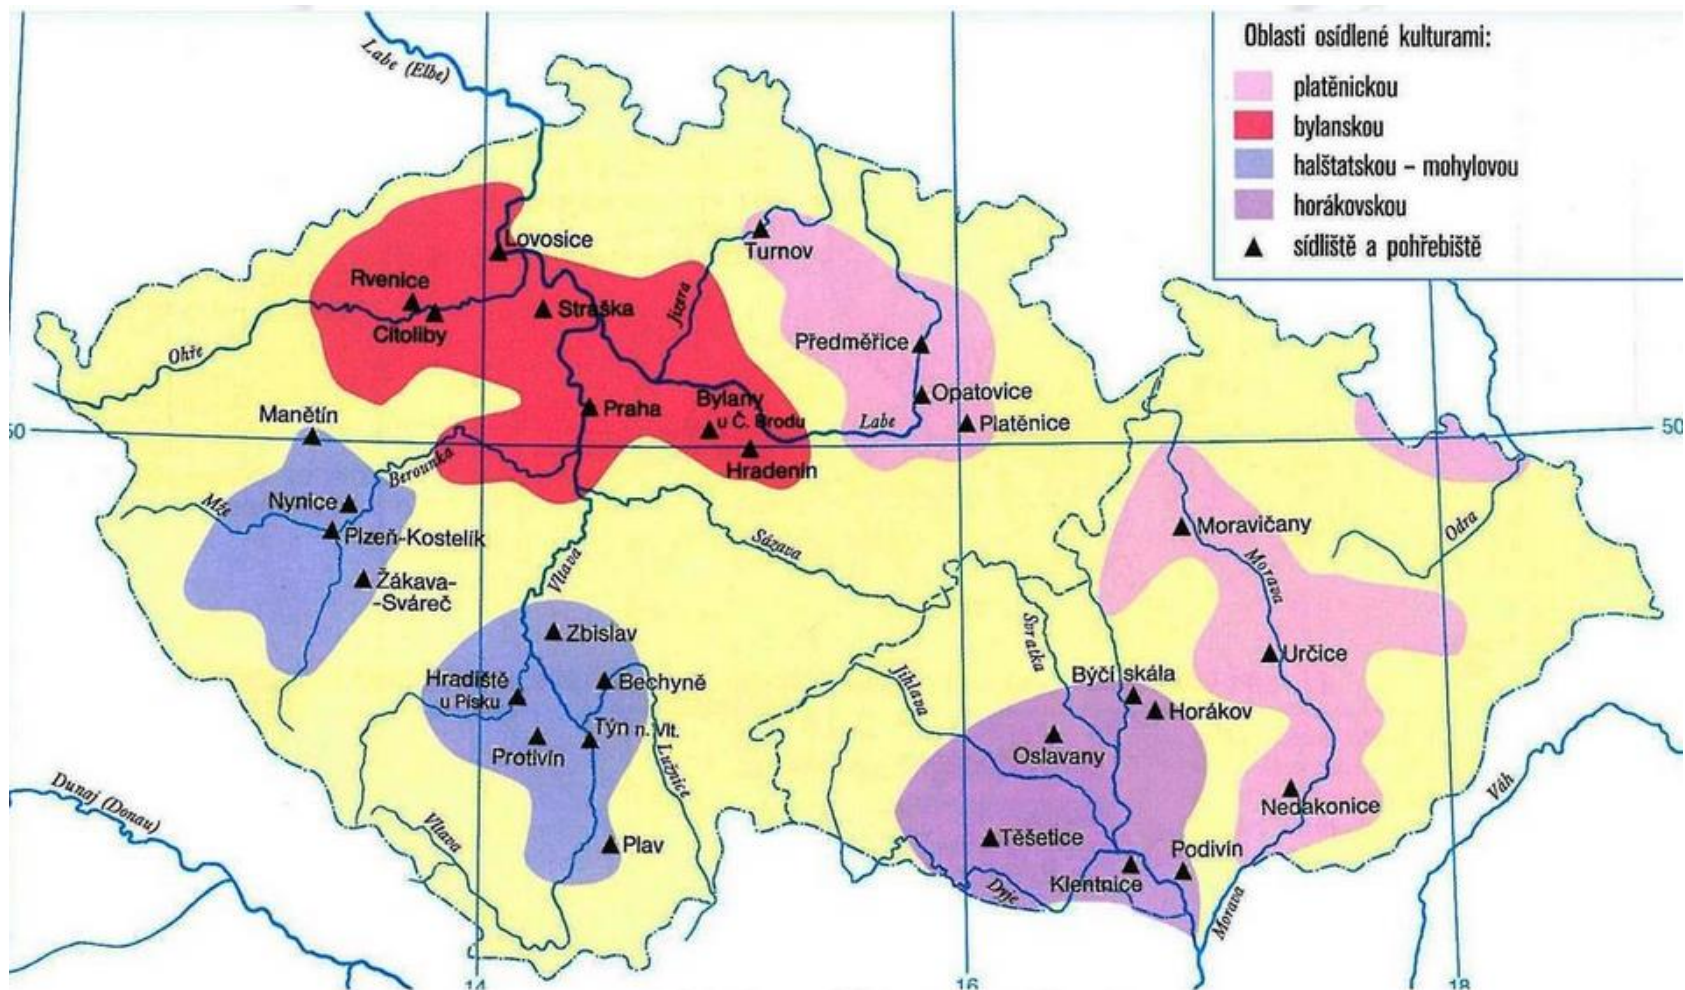 Labe (Elbe)
Oblasti osídlené kulturami:
platěnickou
bylanskou
halštatskou – mohylovou
horákovskou
sídliště a pohřebiště
Lovosice
Turnov
Rvenice
Straška
Citoliby
Jizera
Ohře
Předměřice
Manětín
Praha
Bylany
u Č. Brodu
Opatovice
Labe
Platěnice
50
50
Hradenín
Berounka
Mže
Nynice
Plzeň-Kostelík
Žákava-
-Sváreč
Vltava
Sázava
Moravičany
Morava
Odra
Zbislav
Svratka
Určice
Hradiště
u Písku
Bechyně
Jihlava
Býčí skála
Horákov
Týn n. Vlt.
Protivín
Lužnice
Oslavany
Dunaj (Donau)
Nedakonice
Váh
Vltava
Plav
Těšetice
Podivín
Klentnice
Dyje
Morava
14
16
18